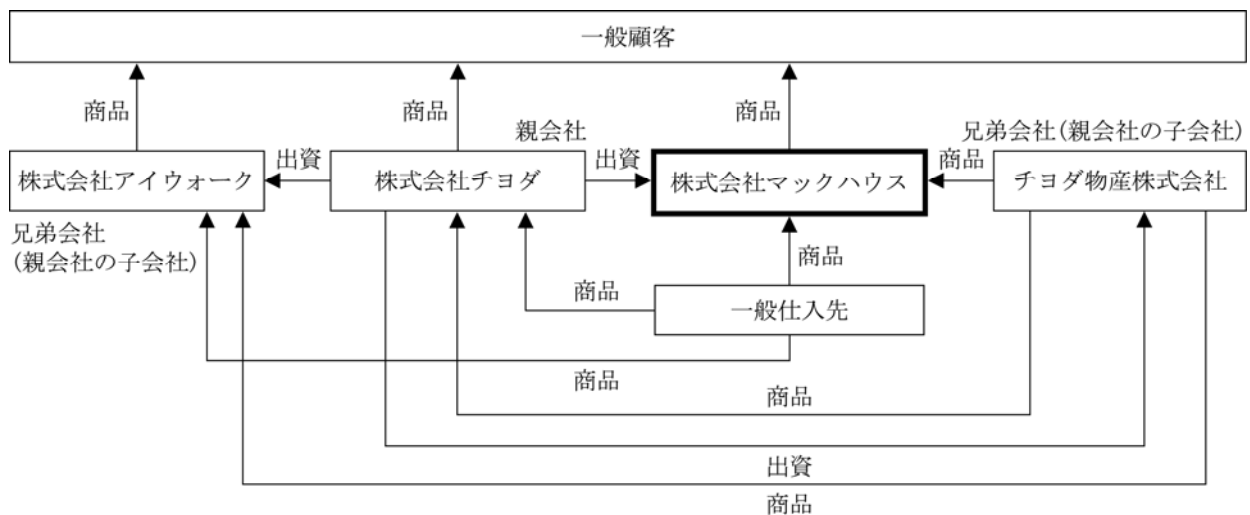 一般顧客
商品
商品
商品
親会社
兄弟会社(親会社の子会社)
株式会社アイウォーク
出資
株式会社チヨダ
出資
株式会社マックハウス
商品
チヨダ物産株式会社
兄弟会社
(親会社の子会社)
商品
商品
一般仕入先
商品
商品
出資
商品